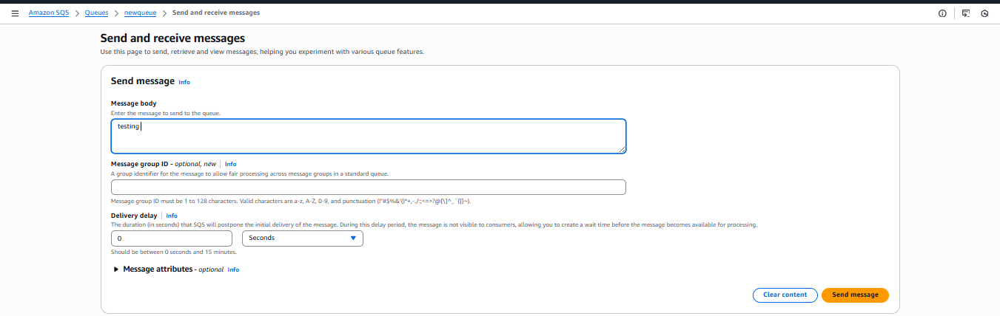 Amazon SQS > Queues > newqueue > Send and receive messages
Send and receive messages
Use this page to send, retrieve and view messages, helping you experiment with various queue features.
Send message Info
Message body
Enter the message to send to the queue.
testing
Message group ID - optional, new | Info
A group identifier for the message to allow fair processing across message groups in a standard queue.
Message group ID must be 1 to 128 characters. Valid characters are a-z, A-Z, 0-9, and punctuation (!"#$%&'()*+,-./:;<=>?@[\]^_`{|}~).
Delivery delay | Info
The duration (in seconds) that SQS will postpone the initial delivery of the message. During this delay period, the message is not visible to consumers, allowing you to create a wait time before the message becomes available for processing.
0 Seconds
Should be between 0 seconds and 15 minutes.
Message attributes - optional Info
Clear content Send message